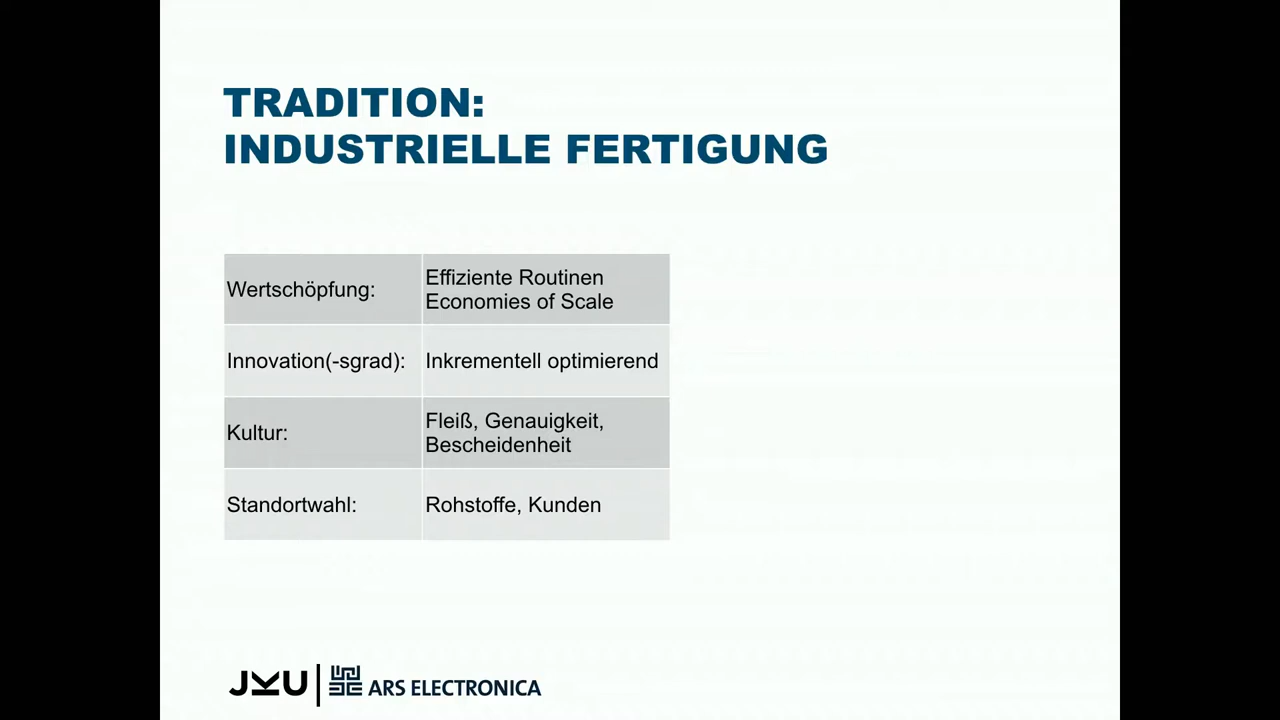 TRADITION:
INDUSTRIELLE FERTIGUNG
Wertschöpfung:
Effiziente Routinen
Economies of Scale
Innovation(-sgrad):
Inkrementell optimierend
Kultur:
Fleiß, Genauigkeit,
Bescheidenheit
Standortwahl:
Rohstoffe, Kunden
JKU
ARS ELECTRONICA